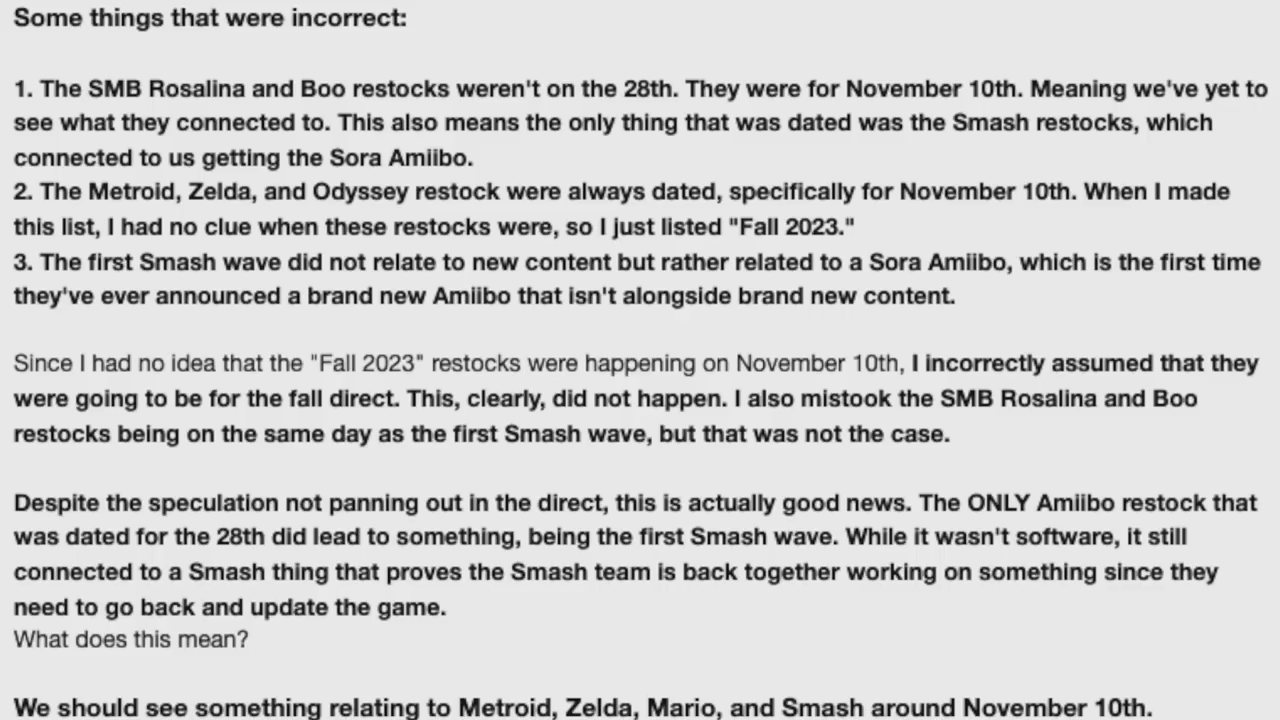 Some things that were incorrect:
1. The SMB Rosalina and Boo restocks weren't on the 28th. They were for November 10th. Meaning we've yet to
see what they connected to. This also means the only thing that was dated was the Smash restocks, which
connected to us getting the Sora Amiibo.
2. The Metroid, Zelda, and Odyssey restock were always dated, specifically for November 10th. When I made
this list, I had no clue when these restocks were, so I just listed "Fall 2023."
3. The first Smash wave did not relate to new content but rather related to a Sora Amiibo, which is the first time
they've ever announced a brand new Amiibo that isn't alongside brand new content.
Since I had no idea that the "Fall 2023" restocks were happening on November 10th, I incorrectly assumed that they
were going to be for the fall direct. This, clearly, did not happen. I also mistook the SMB Rosalina and Boo
restocks being on the same day as the first Smash wave, but that was not the case.
Despite the speculation not panning out in the direct, this is actually good news. The ONLY Amiibo restock that
was dated for the 28th did lead to something, being the first Smash wave. While it wasn't software, it still
connected to a Smash thing that proves the Smash team is back together working on something since they
need to go back and update the game.
What does this mean?
We should see something relating to Metroid, Zelda, Mario, and Smash around November 10th.